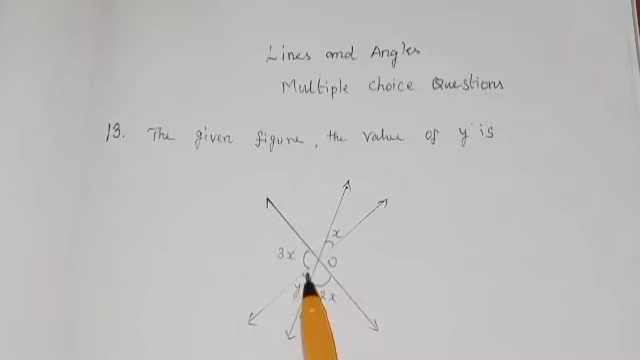 Lines and Angles
Multiple choice Questions
13. The given figure, the value of y is
x
3x
O
y
2x